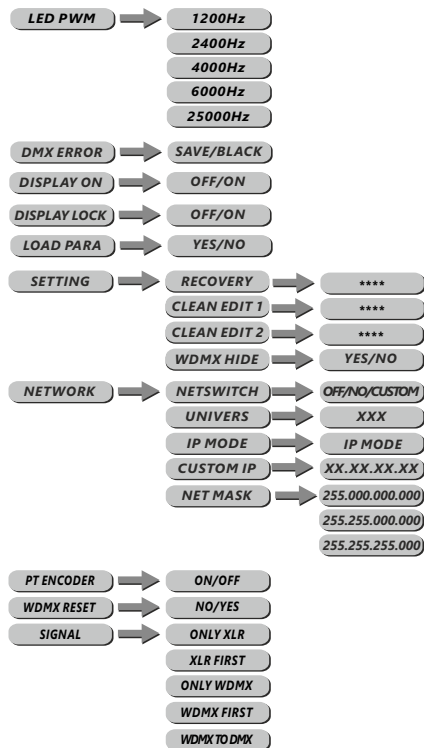 LED PWM 1200Hz
2400Hz
4000Hz
6000Hz
25000Hz
DMX ERROR SAVE/BLACK
DISPLAY ON OFF/ON
DISPLAY LOCK OFF/ON
LOAD PARA YES/NO
SETTING RECOVERY ****
CLEAN EDIT 1 ****
CLEAN EDIT 2 ****
WDMX HIDE YES/NO
NETWORK NETSWITCH OFF/NO/CUSTOM
UNIVERS XXX
IP MODE IP MODE
CUSTOM IP XX.XX.XX.XX
NET MASK 255.000.000.000
255.255.000.000
255.255.255.000
PT ENCODER ON/OFF
WDMX RESET NO/YES
SIGNAL ONLY XLR
XLR FIRST
ONLY WDMX
WDMX FIRST
WDMX TO DMX